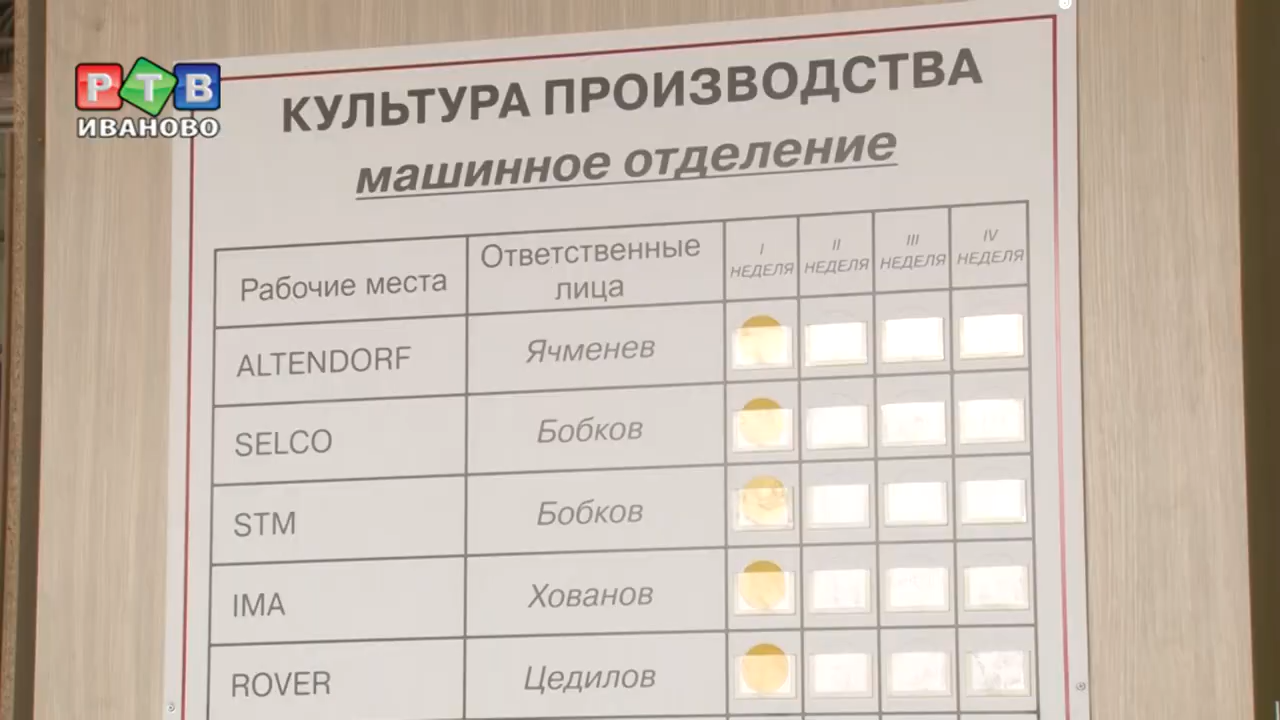 РТВ
ИВАНОВО
КУЛЬТУРА ПРОИЗВОДСТВА
машинное отделение
Рабочие места
Ответственные
лица
I
НЕДЕЛЯ
II
НЕДЕЛЯ
III
НЕДЕЛЯ
IV
НЕДЕЛЯ
ALTENDORF
Ячменев
SELCO
Бобков
STM
Бобков
IMA
Хованов
ROVER
Цедилов